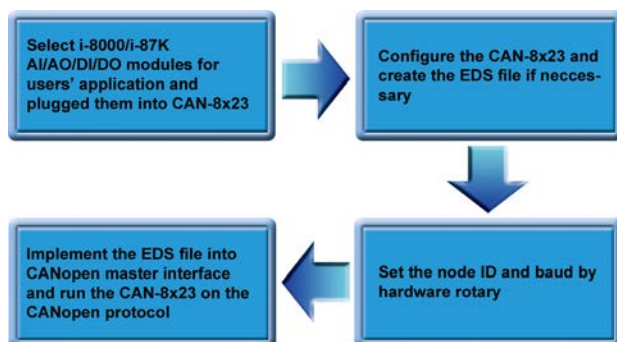 Select i-8000/i-87K
AI/AO/DI/DO modules for
users' application and
plugged them into CAN-8x23
Configure the CAN-8x23 and
create the EDS file if necces-
sary
Set the node ID and baud by
hardware rotary
Implement the EDS file into
CANopen master interface
and run the CAN-8x23 on the
CANopen protocol